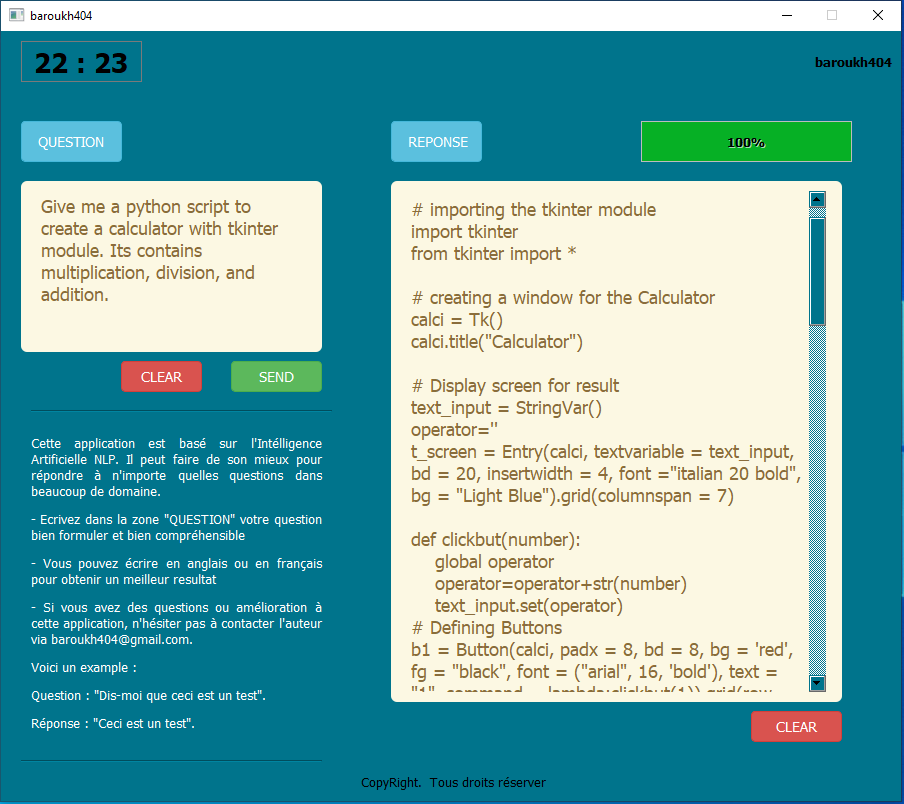 baroukh404
22 : 23
baroukh404
QUESTION
Give me a python script to
create a calculator with tkinter
module. Its contains
multiplication, division, and
addition.
CLEAR
SEND
Cette application est basé sur l'Intélligence
Artificielle NLP. Il peut faire de son mieux pour
répondre à n'importe quelles questions dans
beaucoup de domaine.
- Ecrivez dans la zone "QUESTION" votre question
bien formuler et bien compréhensible
- Vous pouvez écrire en anglais ou en français
pour obtenir un meilleur resultat
- Si vous avez des questions ou amélioration à
cette application, n'hésiter pas à contacter l'auteur
via baroukh404@gmail.com.
Voici un example :
Question : "Dis-moi que ceci est un test".
Réponse : "Ceci est un test".
REPONSE
100%
# importing the tkinter module
import tkinter
from tkinter import *
# creating a window for the Calculator
calci = Tk()
calci.title("Calculator")
# Display screen for result
text_input = StringVar()
operator=''
t_screen = Entry(calci, textvariable = text_input,
bd = 20, insertwidth = 4, font ="italian 20 bold",
bg = "Light Blue").grid(columnspan = 7)
def clickbut(number):
global operator
operator=operator+str(number)
text_input.set(operator)
# Defining Buttons
b1 = Button(calci, padx = 8, bd = 8, bg = 'red',
fg = "black", font = ("arial", 16, 'bold'), text =
"1", command = lambda:clickbut(1)).grid(row
CLEAR
CopyRight. Tous droits réserver